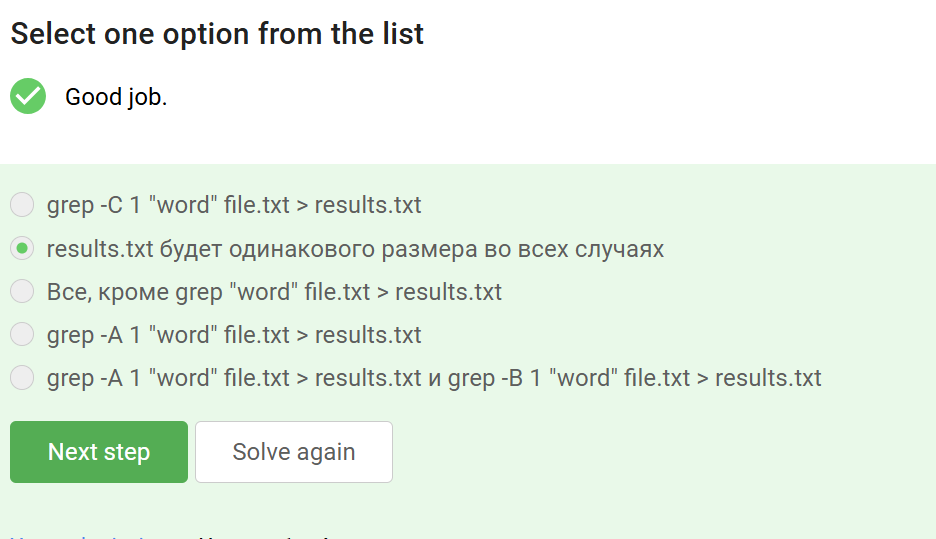 Select one option from the list
Good job.
grep -C 1 "word" file.txt > results.txt
results.txt будет одинакового размера во всех случаях
Все, кроме grep "word" file.txt > results.txt
grep -A 1 "word" file.txt > results.txt
grep -A 1 "word" file.txt > results.txt и grep -B 1 "word" file.txt > results.txt
Next step
Solve again